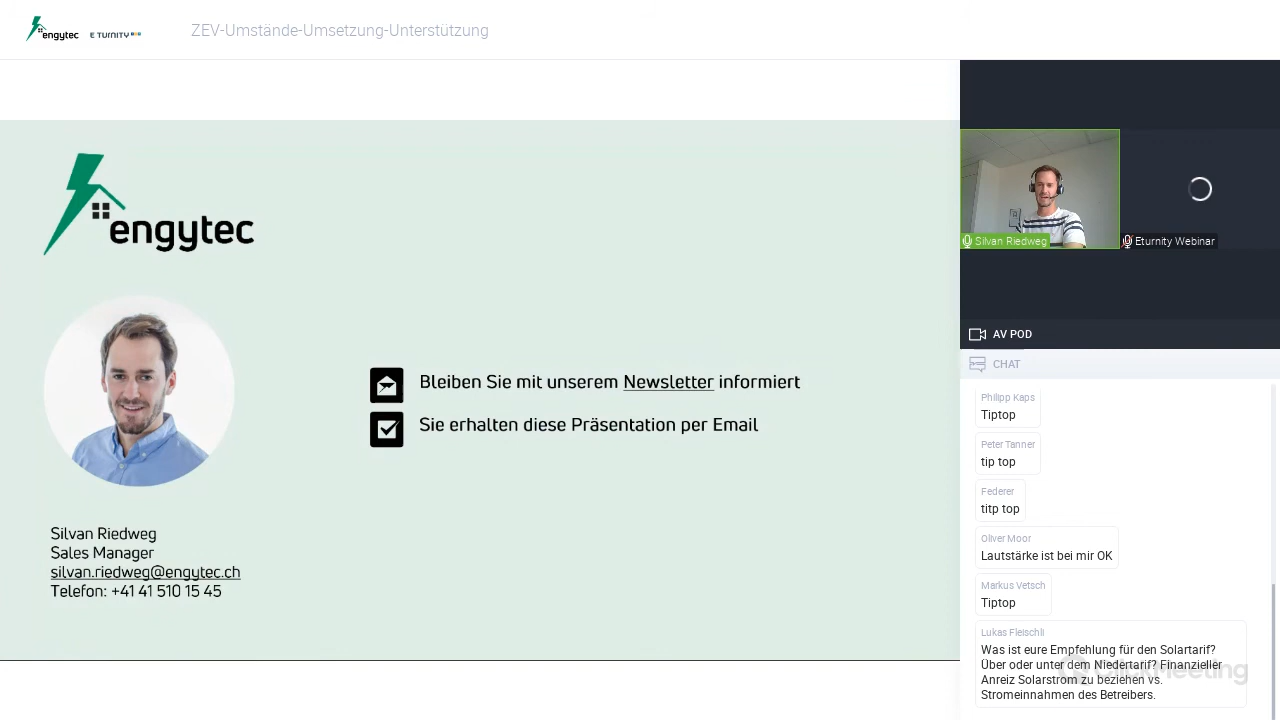 engytec
E TURNITY
ZEV-Umstände-Umsetzung-Unterstützung
engytec
Bleiben Sie mit unserem Newsletter informiert
Sie erhalten diese Präsentation per Email
Silvan Riedweg
Sales Manager
silvan.riedweg@engytec.ch
Telefon: +41 41 510 15 45
Silvan Riedweg
Eturnity Webinar
AV POD
CHAT
Philipp Kaps
Tiptop
Peter Tanner
tip top
Federer
titp top
Oliver Moor
Lautstärke ist bei mir OK
Markus Vetsch
Tiptop
Lukas Fleischli
Was ist eure Empfehlung für den Solartarif?
Über oder unter dem Niedertarif? Finanzieller
Anreiz Solarstrom zu beziehen vs.
Stromeinnahmen des Betreibers.
ClickMeeting